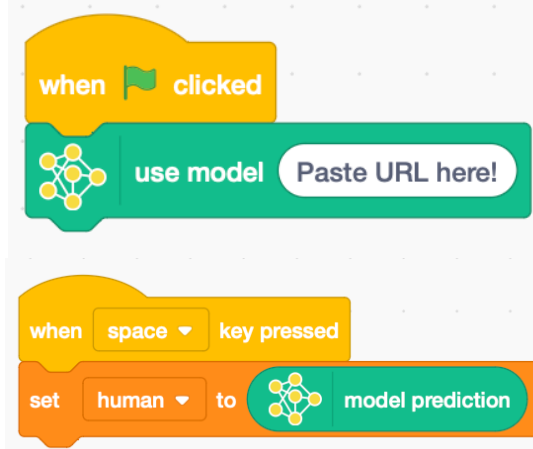 when clicked
use model Paste URL here!
when space key pressed
set human to model prediction